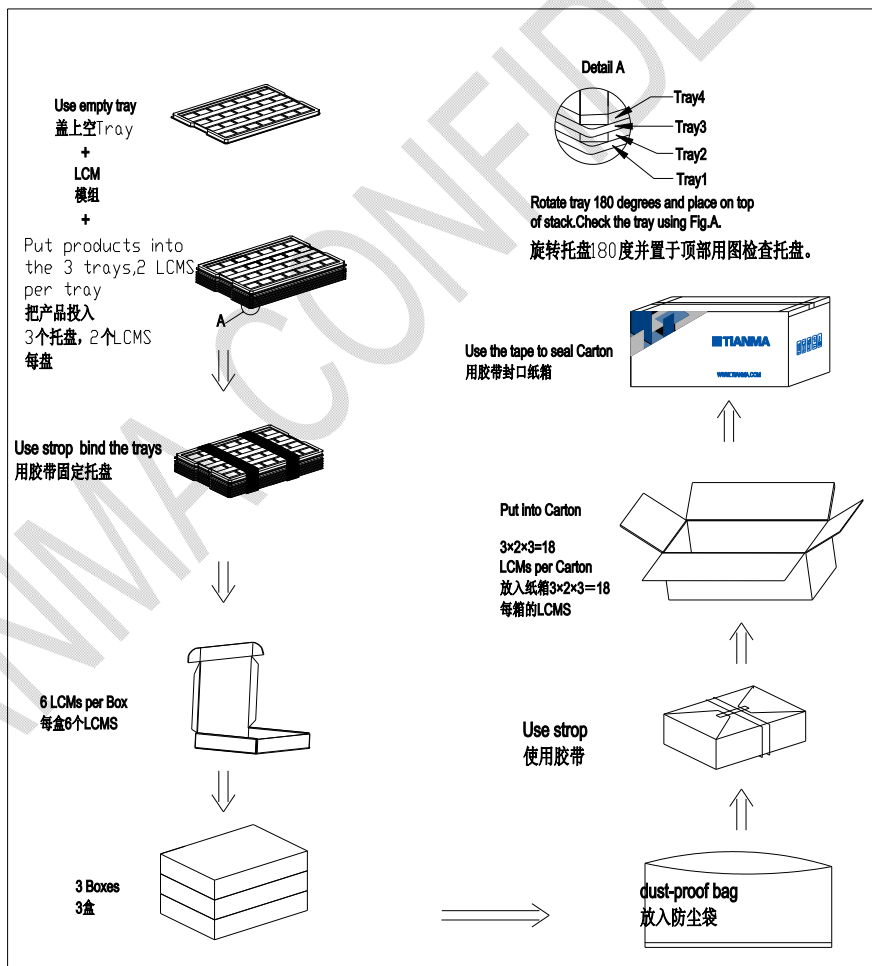 Use empty tray
盖上空Tray
+
LCM
模组
+
Put products into
the 3 trays,2 LCMS
per tray
把产品投入
3个托盘，2个LCMS
每盘
A
Use strop bind the trays
用胶带固定托盘
6 LCMs per Box
每盒6个LCMS
3 Boxes
3盒
dust-proof bag
放入防尘袋
Use strop
使用胶带
Put into Carton
3×2×3=18
LCMs per Carton
放入纸箱3×2×3＝18
每箱的LCMS
Use the tape to seal Carton
用胶带封口纸箱
TIANMA
WWW.TIANMA.COM
Detail A
Tray4
Tray3
Tray2
Tray1
Rotate tray 180 degrees and place on top
of stack.Check the tray using Fig.A.
旋转托盘180度并置于顶部用图检查托盘。
ANMA CONFIDE